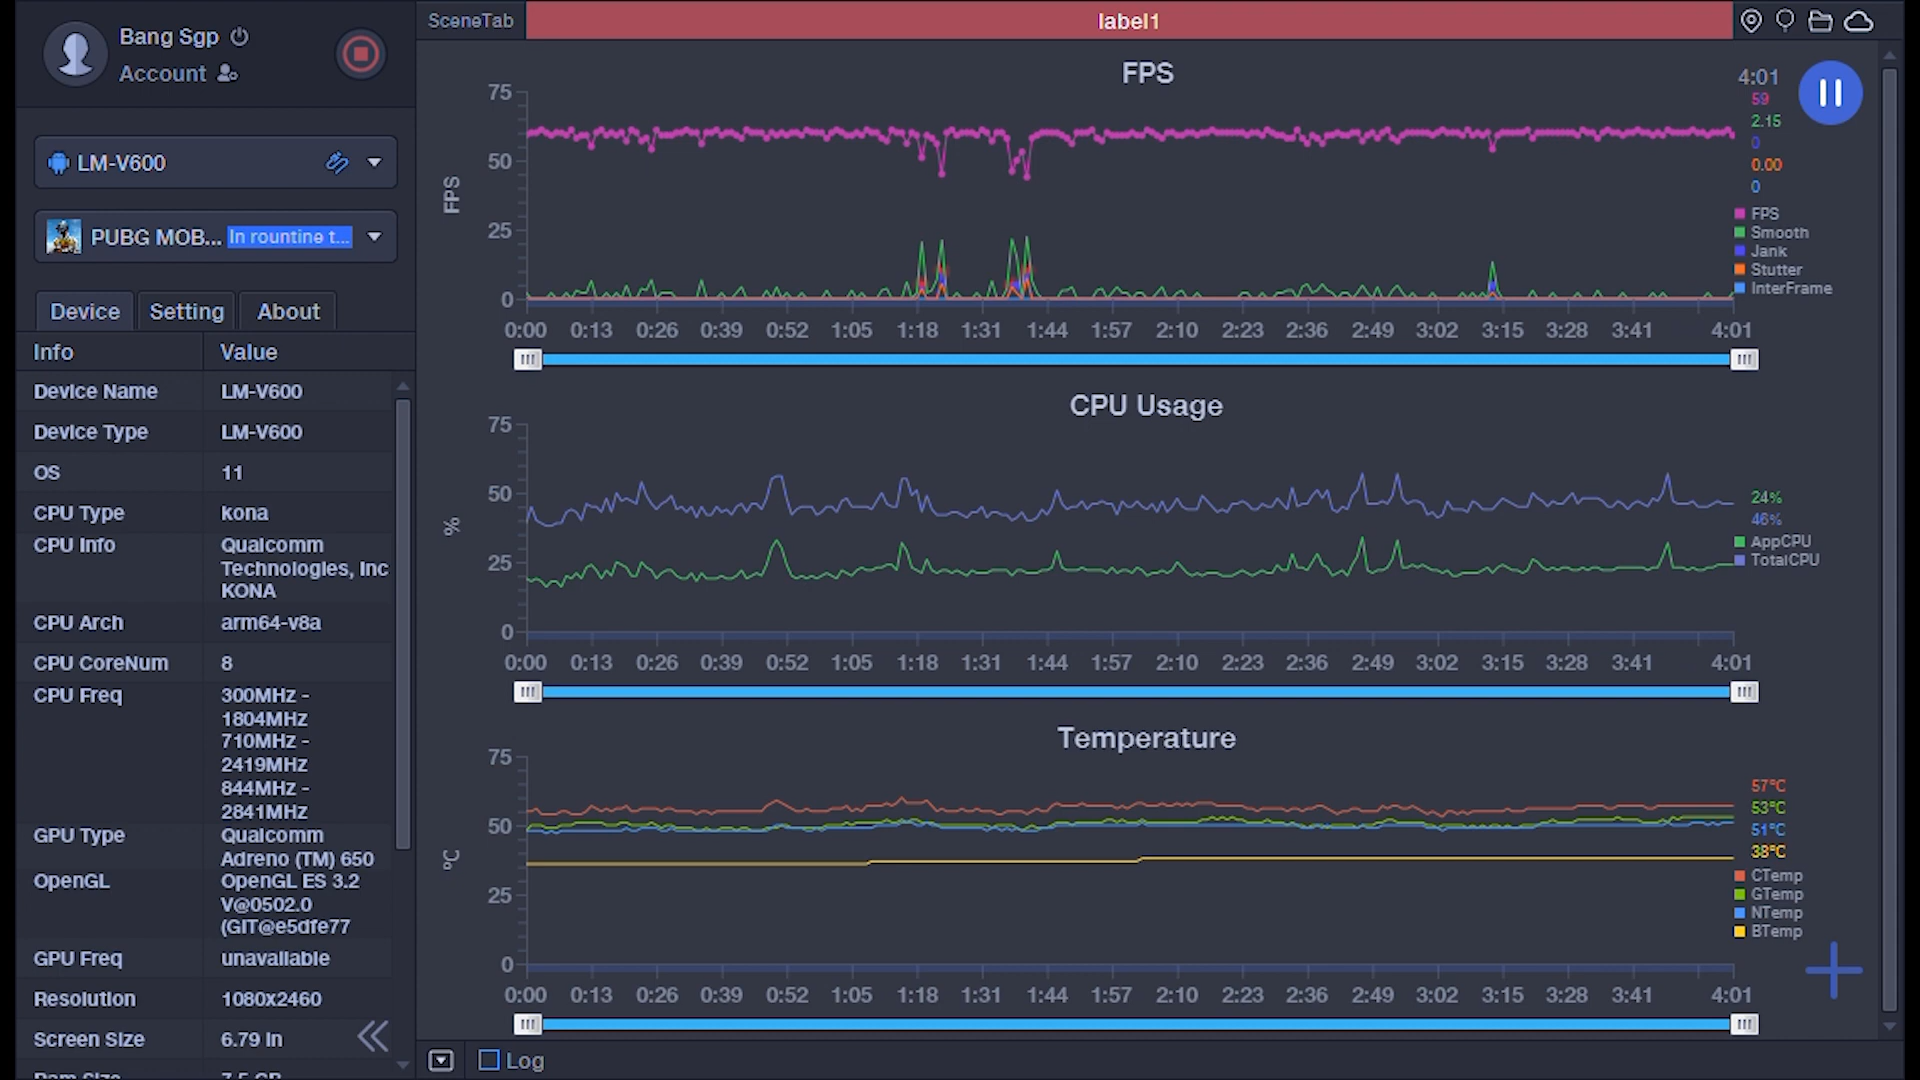 Bang Sgp
Account
LM-V600
PUBG MOB... In rountine t...
Device Setting About
Info Value
Device Name LM-V600
Device Type LM-V600
OS 11
CPU Type kona
CPU Info Qualcomm
Technologies, Inc
KONA
CPU Arch arm64-v8a
CPU CoreNum 8
CPU Freq 300MHz -
1804MHz
710MHz -
2419MHz
844MHz -
2841MHz
GPU Type Qualcomm
Adreno (TM) 650
OpenGL OpenGL ES 3.2
V@0502.0
(GIT@e5dfe77
GPU Freq unavailable
Resolution 1080x2460
Screen Size 6.79 in
Ram Size 7.5 GB
SceneTab label1
FPS
75
50
25
0
FPS
0:00 0:13 0:26 0:39 0:52 1:05 1:18 1:31 1:44 1:57 2:10 2:23 2:36 2:49 3:02 3:15 3:28 3:41 4:01
4:01
59
2.15
0
0.00
0
FPS
Smooth
Jank
Stutter
InterFrame
CPU Usage
75
50
25
0
%
0:00 0:13 0:26 0:39 0:52 1:05 1:18 1:31 1:44 1:57 2:10 2:23 2:36 2:49 3:02 3:15 3:28 3:41 4:01
24%
46%
AppCPU
TotalCPU
Temperature
75
50
25
0
°C
0:00 0:13 0:26 0:39 0:52 1:05 1:18 1:31 1:44 1:57 2:10 2:23 2:36 2:49 3:02 3:15 3:28 3:41 4:01
57°C
53°C
51°C
38°C
CTemp
GTemp
NTemp
BTemp
Log